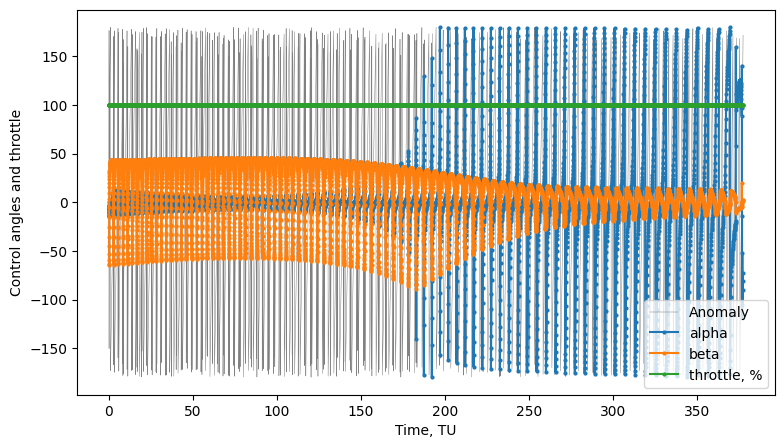 Control angles and throttle
150
100
50
0
−50
−100
−150
Anomaly
alpha
beta
throttle, %
0
50
100
150
200
250
300
350
Time, TU